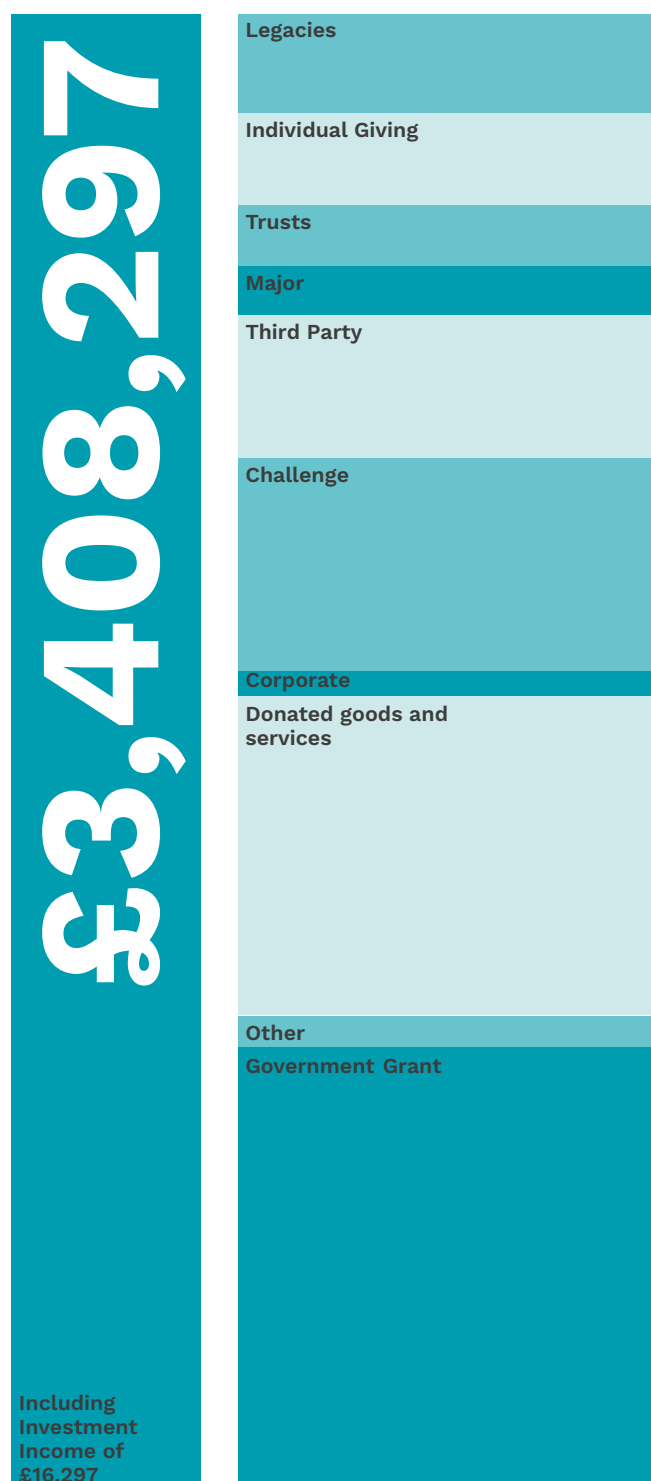 £3,408,297
Including
Investment
Income of
£16,297
Legacies
Individual Giving
Trusts
Major
Third Party
Challenge
Corporate
Donated goods and
services
Other
Government Grant